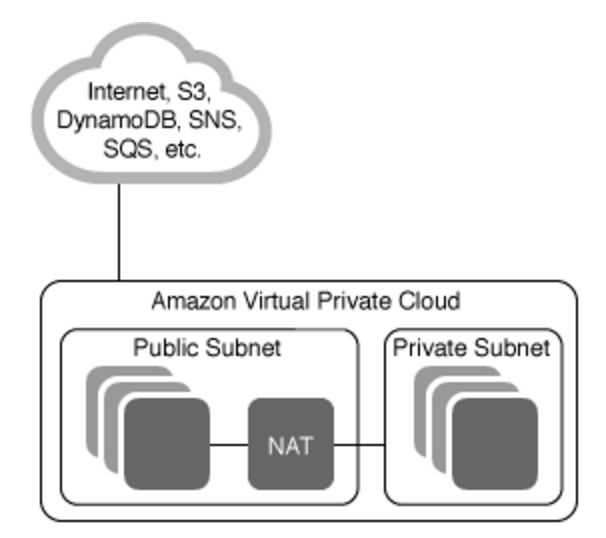 Internet, S3,
DynamoDB, SNS,
SQS, etc.
Amazon Virtual Private Cloud
Public Subnet
Private Subnet
NAT